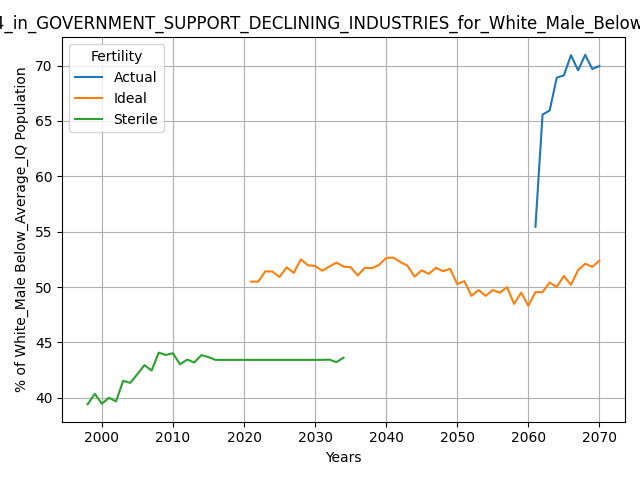 4_in_GOVERNMENT_SUPPORT_DECLINING_INDUSTRIES_for_White_Male_Below
Fertility
Actual
Ideal
Sterile
% of White_Male Below_Average_IQ Population
70
65
60
55
50
45
40
2000
2010
2020
2030
2040
2050
2060
2070
Years